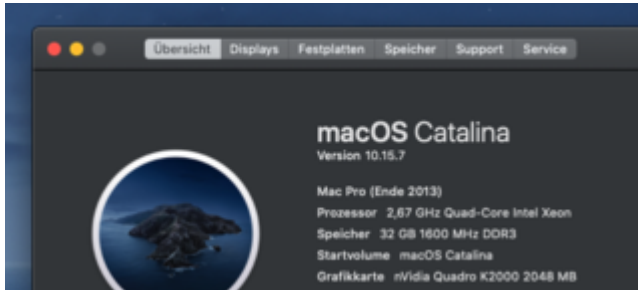 Übersicht Displays Festplatten Speicher Support Service
macOS Catalina
Version 10.15.7
Mac Pro (Ende 2013)
Prozessor 2,67 GHz Quad-Core Intel Xeon
Speicher 32 GB 1600 MHz DDR3
Startvolume macOS Catalina
Grafikkarte nVidia Quadro K2000 2048 MB